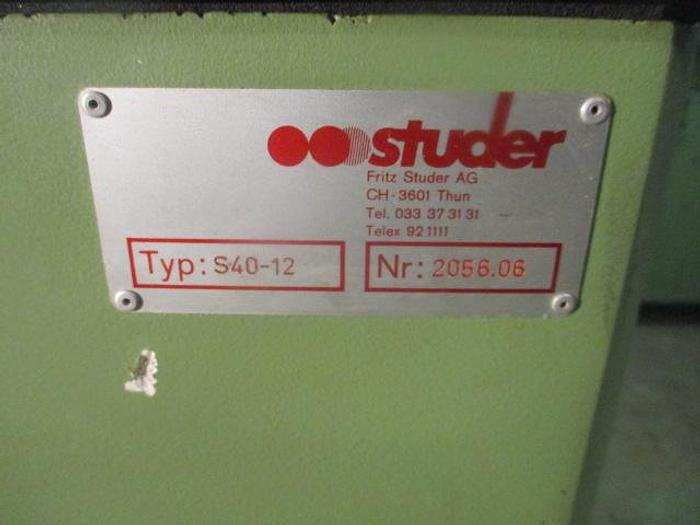 studer
Fritz Studer AG
CH-3601 Thun
Tel. 033 37 31 31
Telex 92 1111
Typ: S40-12
Nr: 2056.06